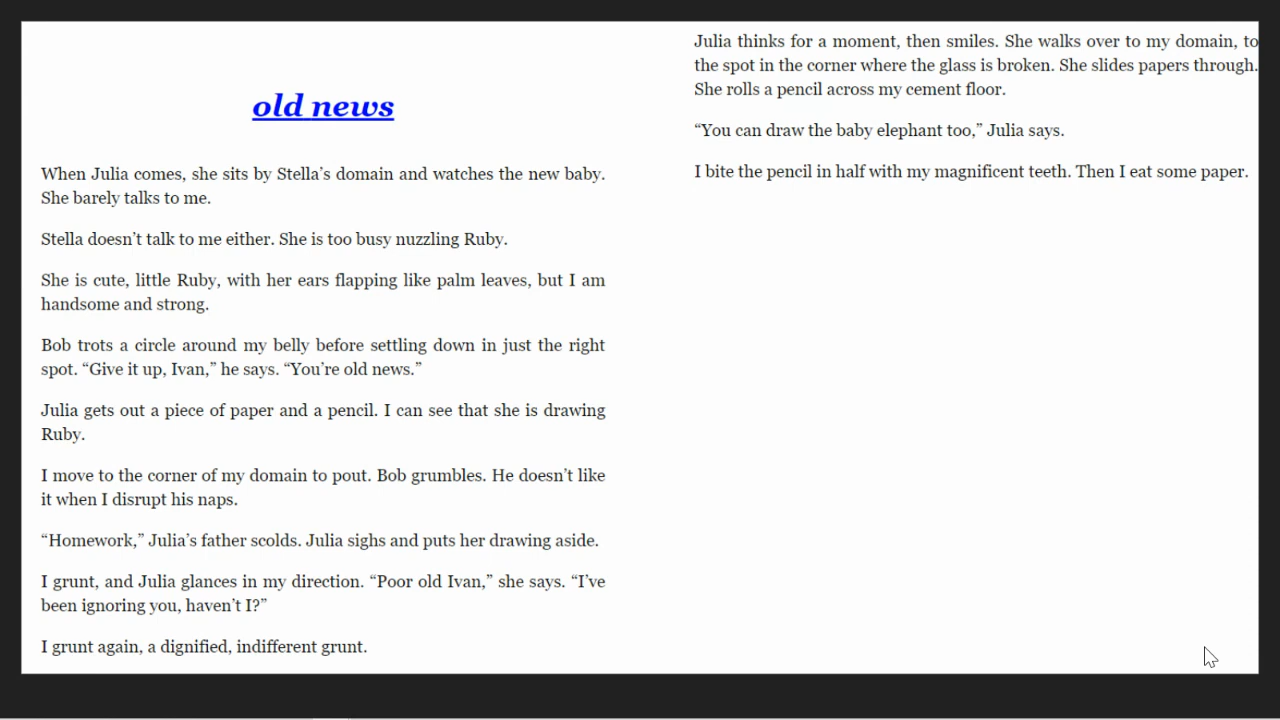 old news
When Julia comes, she sits by Stella’s domain and watches the new baby.
She barely talks to me.
Stella doesn’t talk to me either. She is too busy nuzzling Ruby.
She is cute, little Ruby, with her ears flapping like palm leaves, but I am
handsome and strong.
Bob trots a circle around my belly before settling down in just the right
spot. “Give it up, Ivan,” he says. “You’re old news.”
Julia gets out a piece of paper and a pencil. I can see that she is drawing
Ruby.
I move to the corner of my domain to pout. Bob grumbles. He doesn’t like
it when I disrupt his naps.
“Homework,” Julia’s father scolds. Julia sighs and puts her drawing aside.
I grunt, and Julia glances in my direction. “Poor old Ivan,” she says. “I’ve
been ignoring you, haven’t I?”
I grunt again, a dignified, indifferent grunt.
Julia thinks for a moment, then smiles. She walks over to my domain, to
the spot in the corner where the glass is broken. She slides papers through.
She rolls a pencil across my cement floor.
“You can draw the baby elephant too,” Julia says.
I bite the pencil in half with my magnificent teeth. Then I eat some paper.